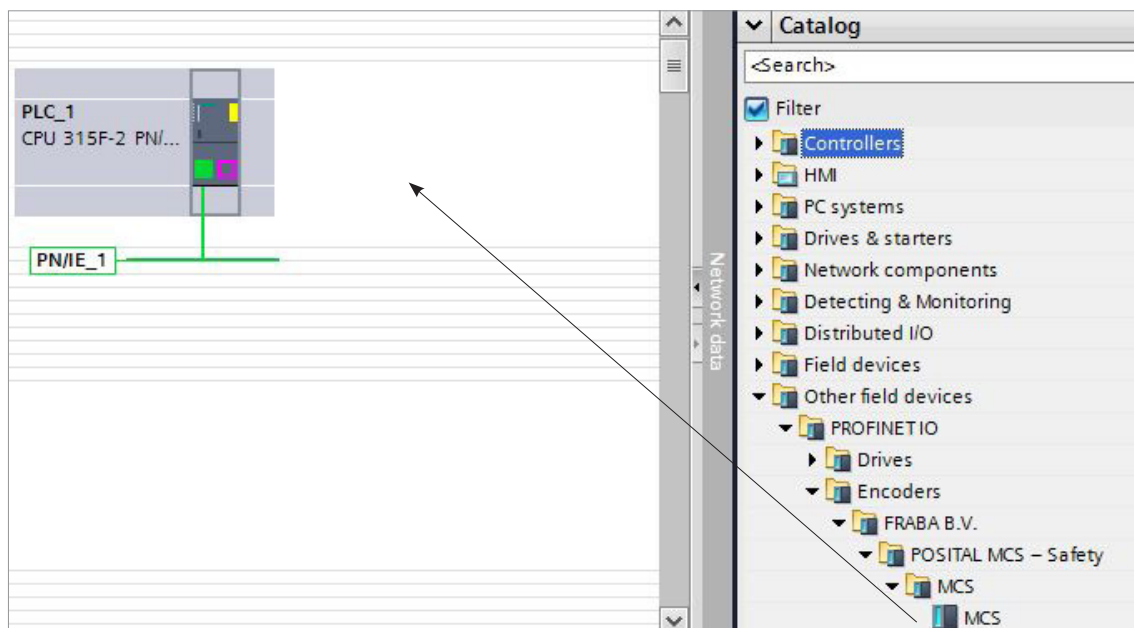 PLC_1
CPU 315F-2 PN/...
PN/IE_1
Network data
Catalog
<Search>
Filter
Controllers
HMI
PC systems
Drives & starters
Network components
Detecting & Monitoring
Distributed I/O
Field devices
Other field devices
PROFINET IO
Drives
Encoders
FRABA B.V.
POSITAL MCS – Safety
MCS
MCS